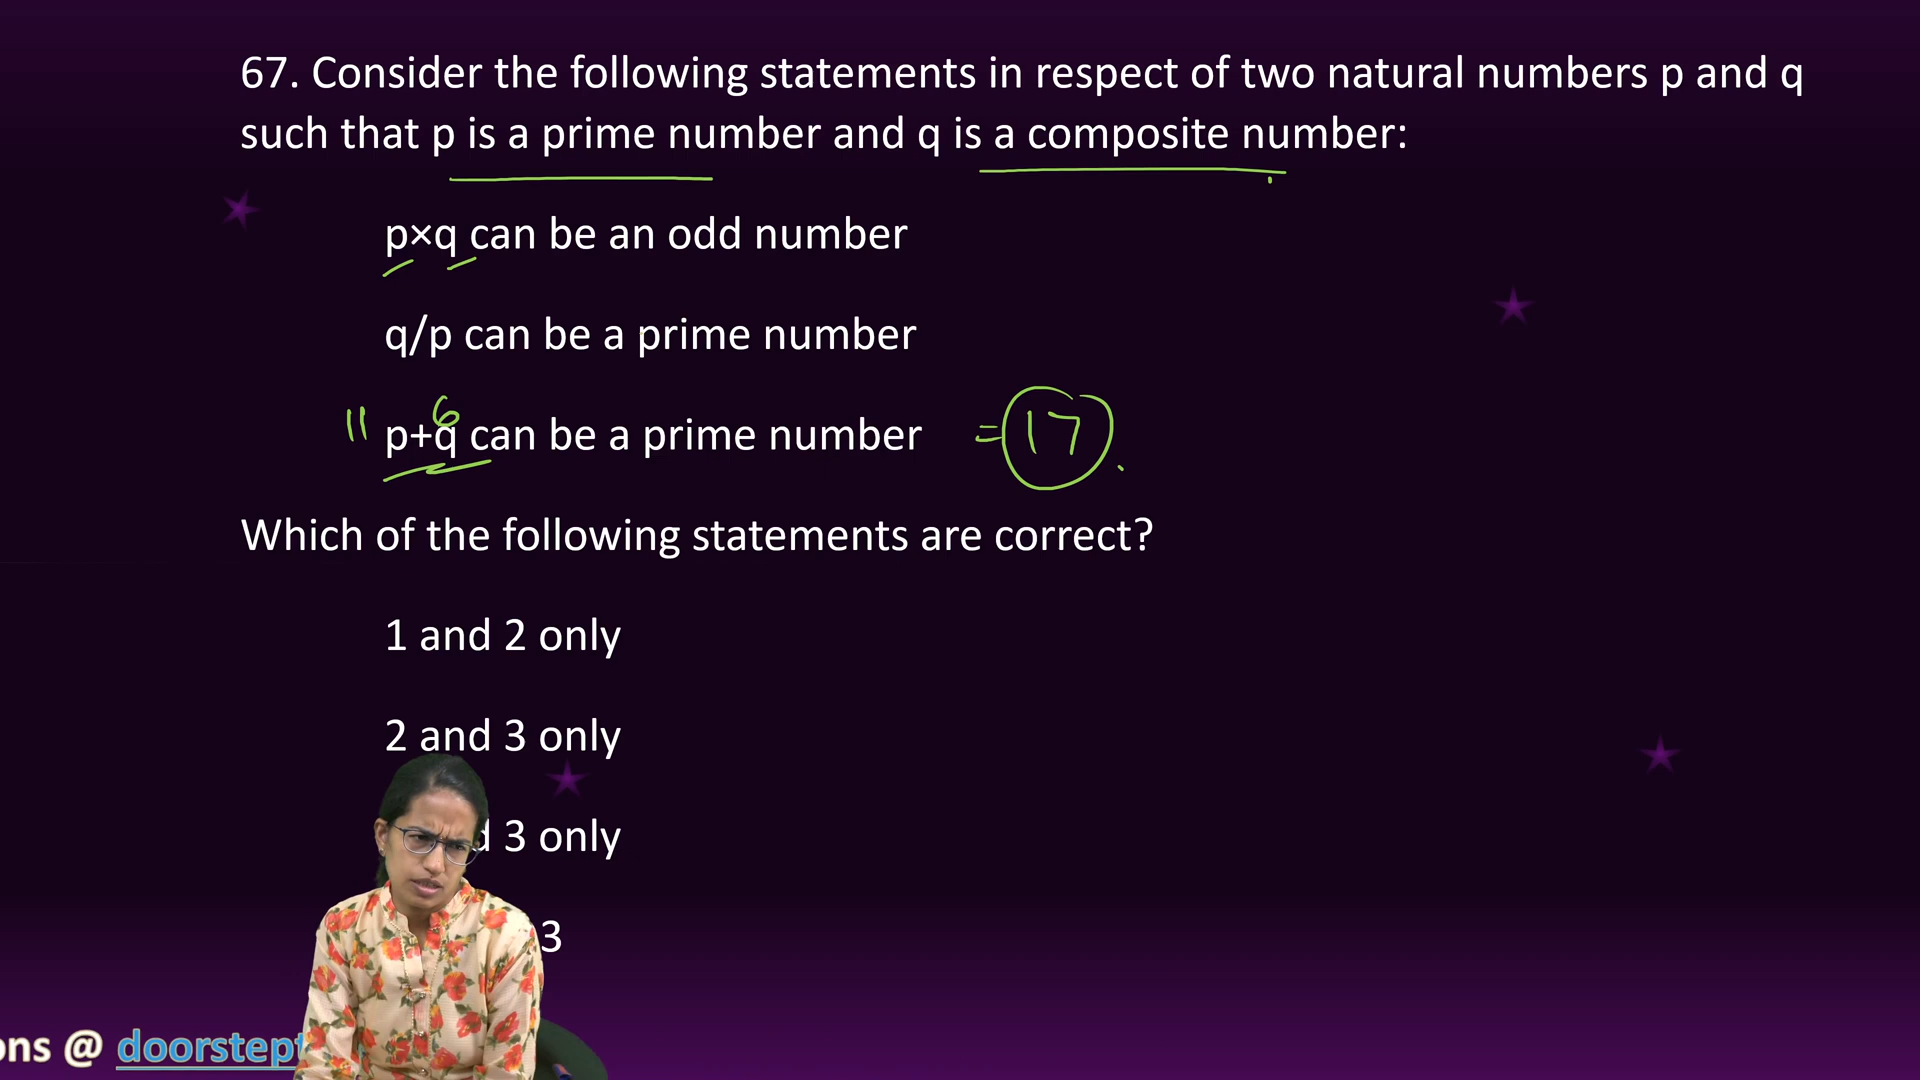 67. Consider the following statements in respect of two natural numbers p and q
such that p is a prime number and q is a composite number:
p×q can be an odd number
q/p can be a prime number
11 6
p+q can be a prime number = 17
Which of the following statements are correct?
1 and 2 only
2 and 3 only
3 only
3
@